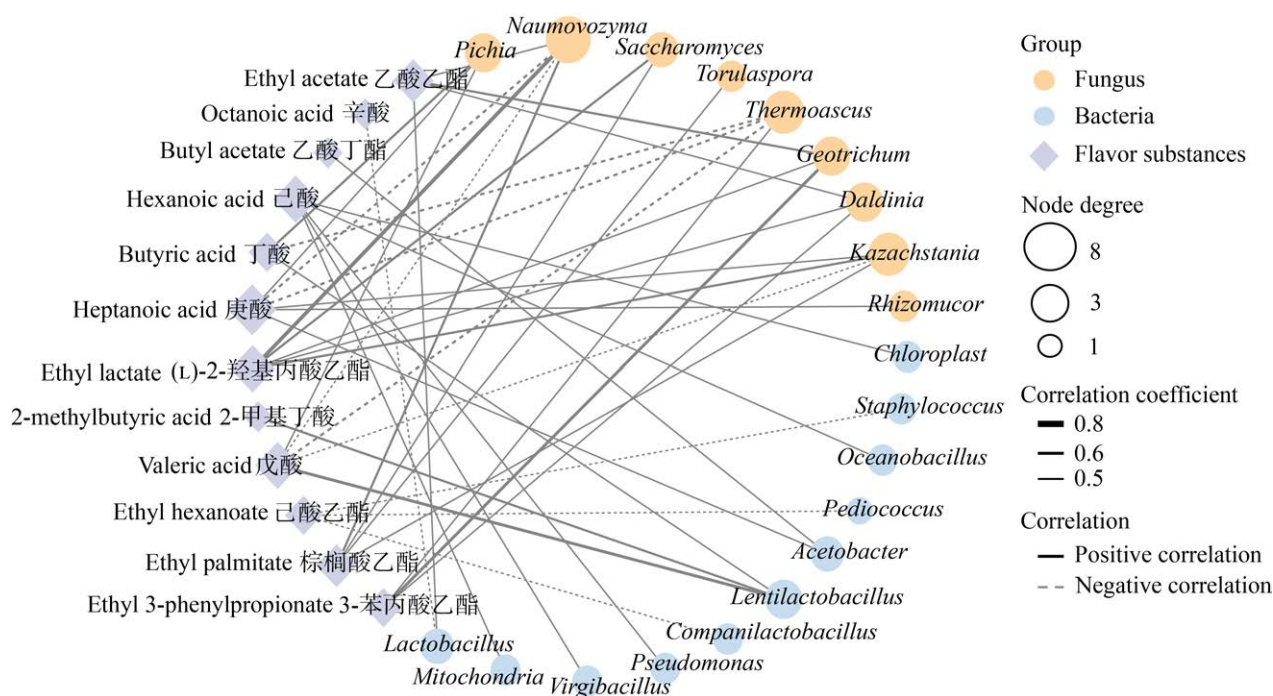 Naumovozyma
Pichia
Saccharomyces
Torulaspora
Thermoascus
Geotrichum
Daldinia
Kazachstania
Rhizomucor
Chloroplast
Staphylococcus
Oceanobacillus
Pediococcus
Acetobacter
Lentilactobacillus
Companilactobacillus
Pseudomonas
Virgibacillus
Mitochondria
Lactobacillus
Ethyl acetate 乙酸乙酯
Octanoic acid 辛酸
Butyl acetate 乙酸丁酯
Hexanoic acid 己酸
Butyric acid 丁酸
Heptanoic acid 庚酸
Ethyl lactate (ʟ)-2-羟基丙酸乙酯
2-methylbutyric acid 2-甲基丁酸
Valeric acid 戊酸
Ethyl hexanoate 己酸乙酯
Ethyl palmitate 棕榈酸乙酯
Ethyl 3-phenylpropionate 3-苯丙酸乙酯
Group
Fungus
Bacteria
Flavor substances
Node degree
8
3
1
Correlation coefficient
0.8
0.6
0.5
Correlation
Positive correlation
Negative correlation